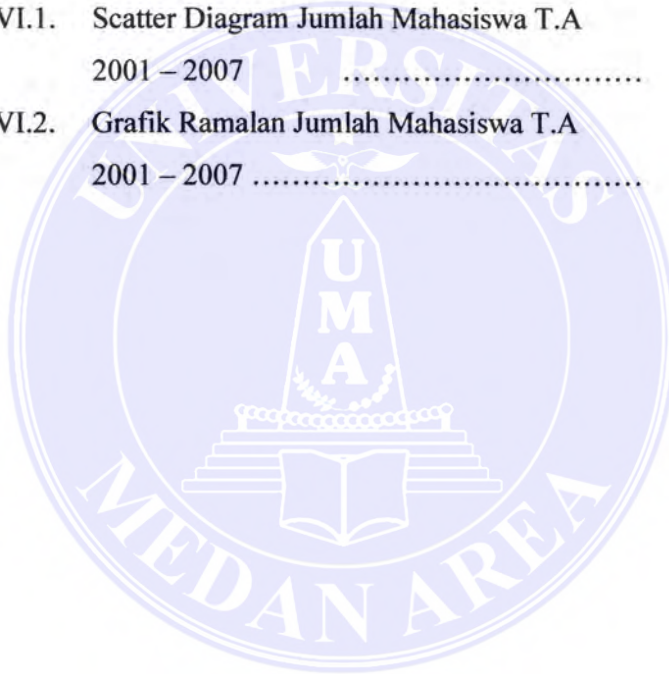 VI.1. Scatter Diagram Jumlah Mahasiswa T.A
2001 – 2007 ..............................
VI.2. Grafik Ramalan Jumlah Mahasiswa T.A
2001 – 2007 .......................................
UNIVERSITAS
U
M
A
MEDAN AREA